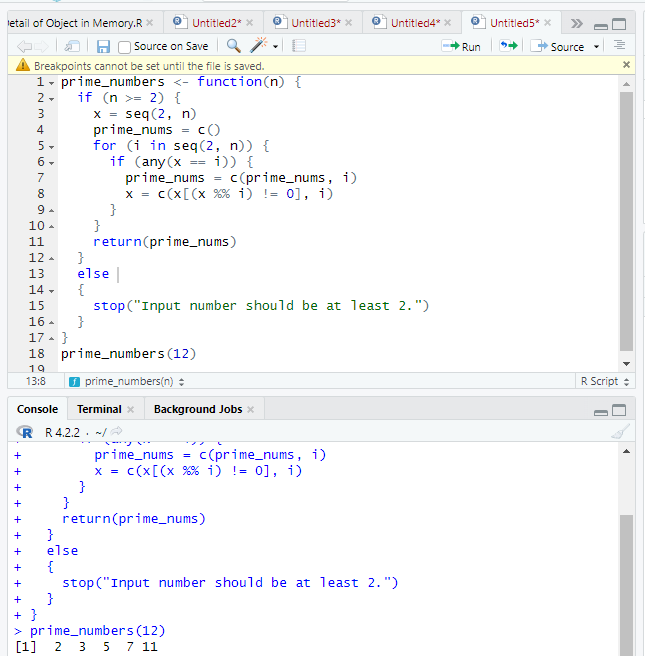 etail of Object in Memory.R × Untitled2* × Untitled3* × Untitled4* × Untitled5* ×
Source on Save Run Source
Breakpoints cannot be set until the file is saved.
1 prime_numbers <- function(n) {
2   if (n >= 2) {
3     x = seq(2, n)
4     prime_nums = c()
5     for (i in seq(2, n)) {
6       if (any(x == i)) {
7         prime_nums = c(prime_nums, i)
8         x = c(x[(x %% i) != 0], i)
9       }
10     }
11     return(prime_nums)
12   }
13   else
14   {
15     stop("Input number should be at least 2.")
16   }
17 }
18 prime_numbers(12)
19
13:8 prime_numbers(n) R Script
Console Terminal × Background Jobs ×
R 4.2.2 · ~/
+         prime_nums = c(prime_nums, i)
+         x = c(x[(x %% i) != 0], i)
+       }
+     }
+     return(prime_nums)
+   }
+   else
+   {
+     stop("Input number should be at least 2.")
+   }
+ }
> prime_numbers(12)
[1]  2  3  5  7 11